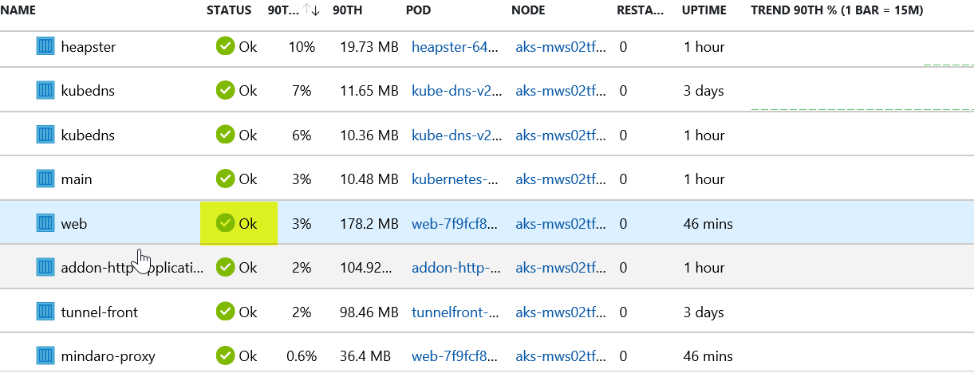 NAME STATUS 90T... ↑↓ 90TH POD NODE RESTA... UPTIME TREND 90TH % (1 BAR = 15M)
heapster Ok 10% 19.73 MB heapster-64... aks-mws02tf... 0 1 hour
kubedns Ok 7% 11.65 MB kube-dns-v2... aks-mws02tf... 0 3 days
kubedns Ok 6% 10.36 MB kube-dns-v2... aks-mws02tf... 0 1 hour
main Ok 3% 10.48 MB kubernetes-... aks-mws02tf... 0 1 hour
web Ok 3% 178.2 MB web-7f9fcf8... aks-mws02tf... 0 46 mins
addon-http-applicati... Ok 2% 104.92... addon-http-... aks-mws02tf... 0 1 hour
tunnel-front Ok 2% 98.46 MB tunnelfront-... aks-mws02tf... 0 3 days
mindaro-proxy Ok 0.6% 36.4 MB web-7f9fcf8... aks-mws02tf... 0 46 mins